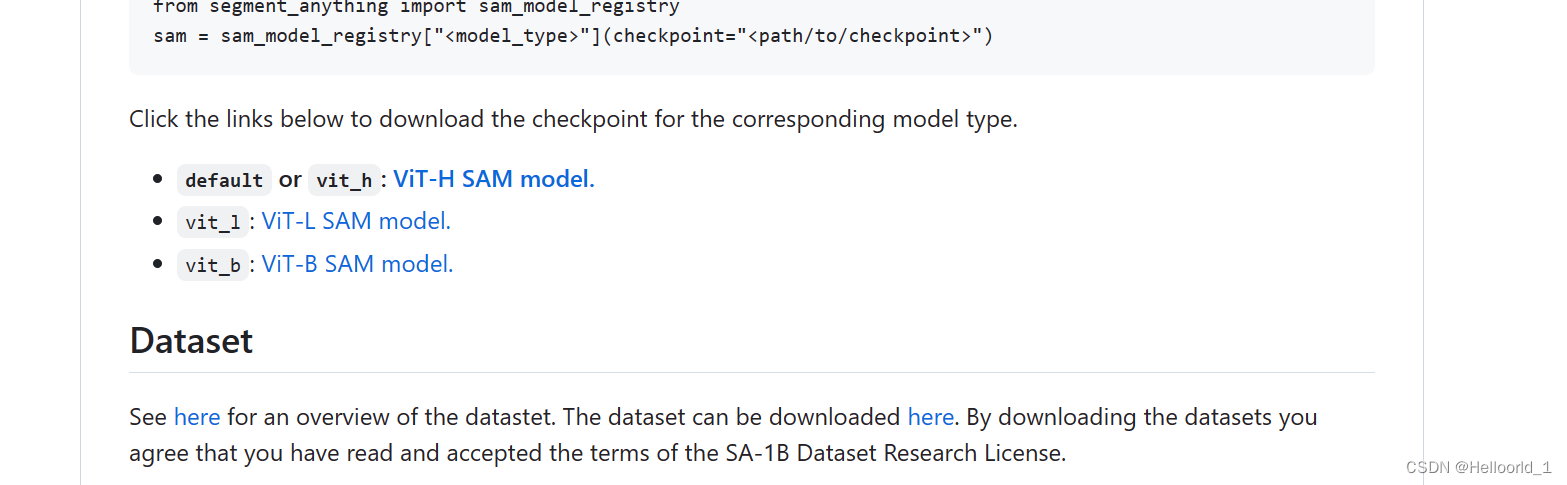 from segment_anything import sam_model_registry
sam = sam_model_registry["<model_type>"](checkpoint="<path/to/checkpoint>")
Click the links below to download the checkpoint for the corresponding model type.
• default or vit_h: ViT-H SAM model.
• vit_l: ViT-L SAM model.
• vit_b: ViT-B SAM model.
Dataset
See here for an overview of the datastet. The dataset can be downloaded here. By downloading the datasets you
agree that you have read and accepted the terms of the SA-1B Dataset Research License.
CSDN @Helloorld_1